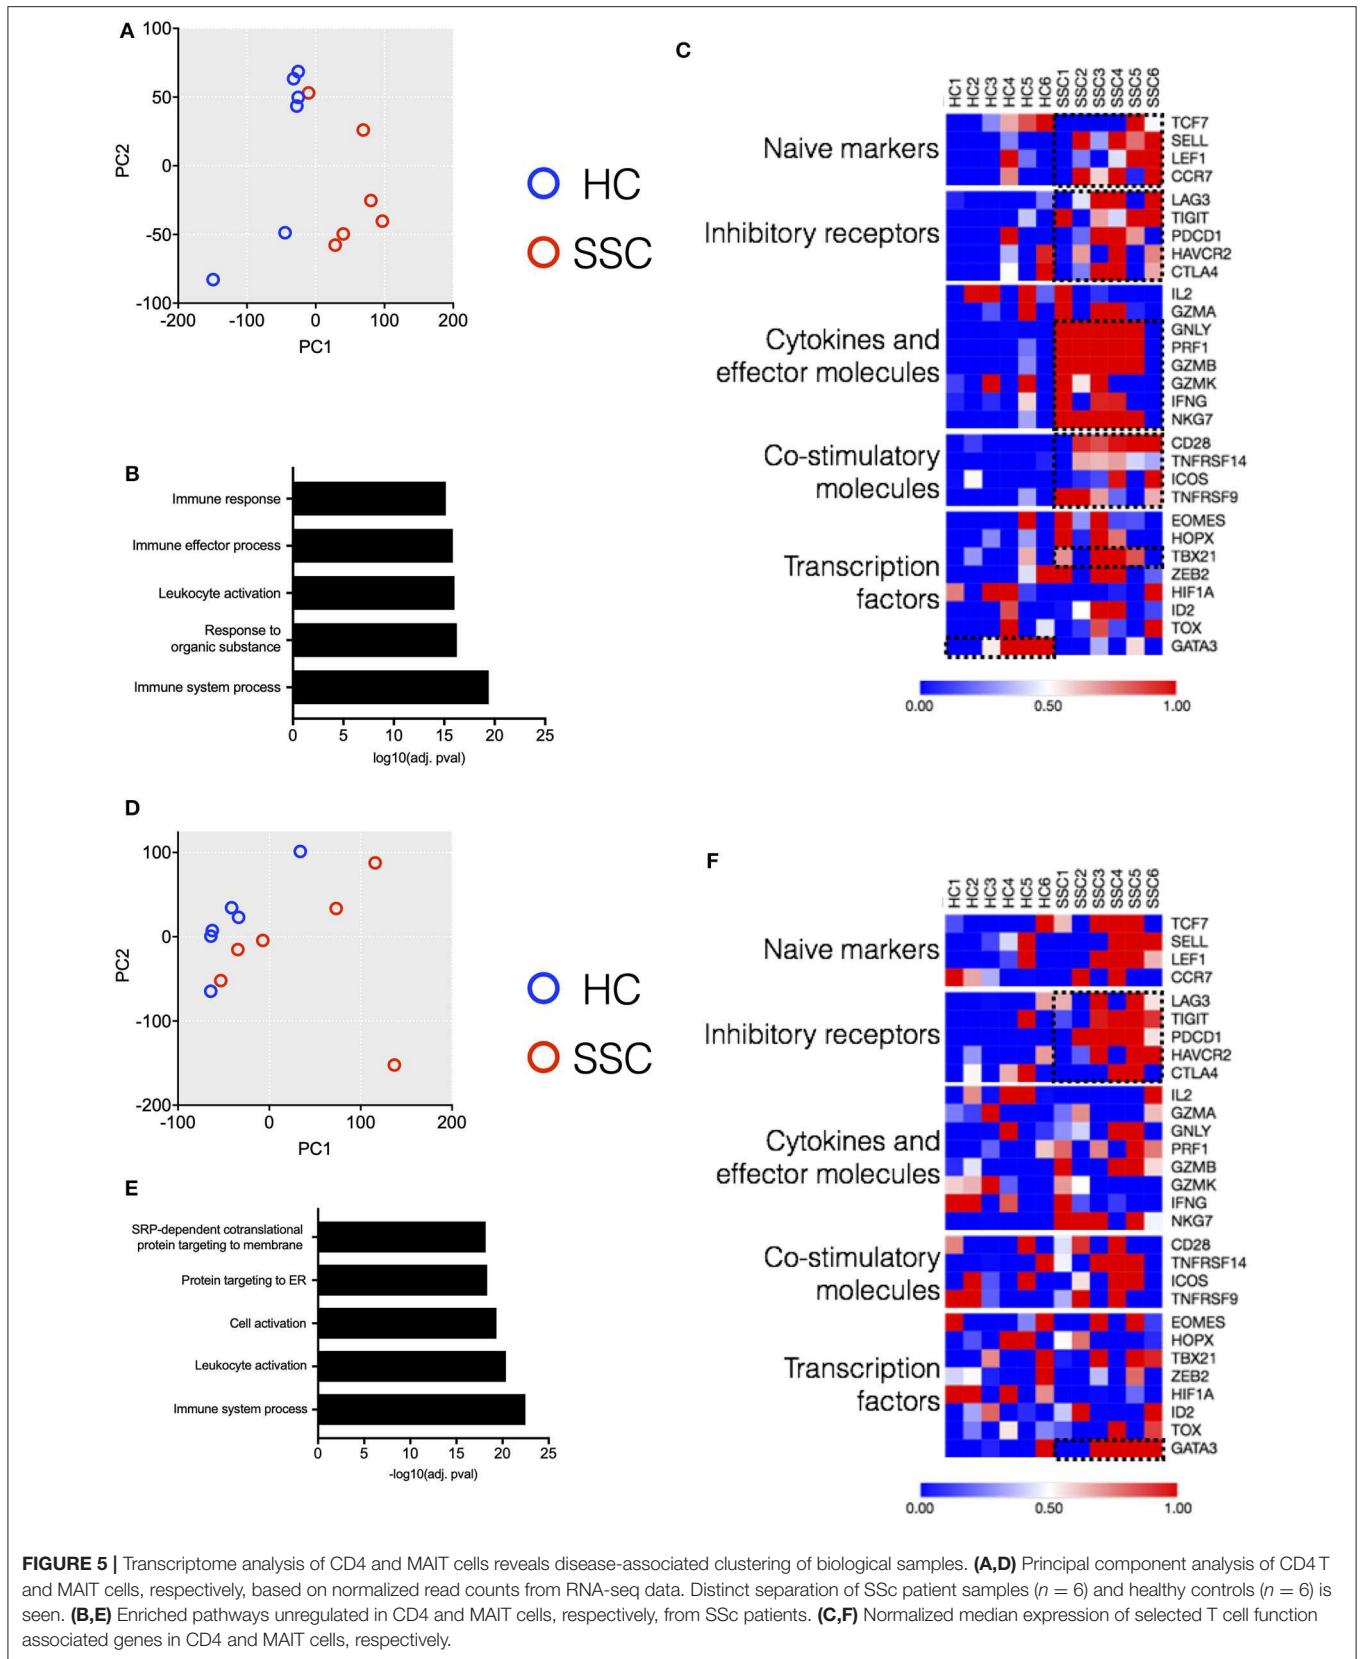 A
100
50
0
-50
-100
-200 -100 0 100 200
PC2
PC1
HC
SSC
B
Immune response
Immune effector process
Leukocyte activation
Response to
organic substance
Immune system process
0 5 10 15 20 25
log10(adj. pval)
C
HC1 HC2 HC3 HC4 HC5 HC6 SSC1 SSC2 SSC3 SSC4 SSC5 SSC6
Naive markers
TCF7
SELL
LEF1
CCR7
Inhibitory receptors
LAG3
TIGIT
PDCD1
HAVCR2
CTLA4
Cytokines and
effector molecules
IL2
GZMA
GNLY
PRF1
GZMB
GZMK
IFNG
NKG7
Co-stimulatory
molecules
CD28
TNFRSF14
ICOS
TNFRSF9
Transcription
factors
EOMES
HOPX
TBX21
ZEB2
HIF1A
ID2
TOX
GATA3
0.00 0.50 1.00
D
100
0
-100
-200
-100 0 100 200
PC2
PC1
HC
SSC
E
SRP-dependent cotranslational
protein targeting to membrane
Protein targeting to ER
Cell activation
Leukocyte activation
Immune system process
0 5 10 15 20 25
-log10(adj. pval)
F
HC1 HC2 HC3 HC4 HC5 HC6 SSC1 SSC2 SSC3 SSC4 SSC5 SSC6
Naive markers
TCF7
SELL
LEF1
CCR7
Inhibitory receptors
LAG3
TIGIT
PDCD1
HAVCR2
CTLA4
Cytokines and
effector molecules
IL2
GZMA
GNLY
PRF1
GZMB
GZMK
IFNG
NKG7
Co-stimulatory
molecules
CD28
TNFRSF14
ICOS
TNFRSF9
Transcription
factors
EOMES
HOPX
TBX21
ZEB2
HIF1A
ID2
TOX
GATA3
0.00 0.50 1.00
FIGURE 5 | Transcriptome analysis of CD4 and MAIT cells reveals disease-associated clustering of biological samples. (A,D) Principal component analysis of CD4 T
and MAIT cells, respectively, based on normalized read counts from RNA-seq data. Distinct separation of SSc patient samples (n = 6) and healthy controls (n = 6) is
seen. (B,E) Enriched pathways unregulated in CD4 and MAIT cells, respectively, from SSc patients. (C,F) Normalized median expression of selected T cell function
associated genes in CD4 and MAIT cells, respectively.